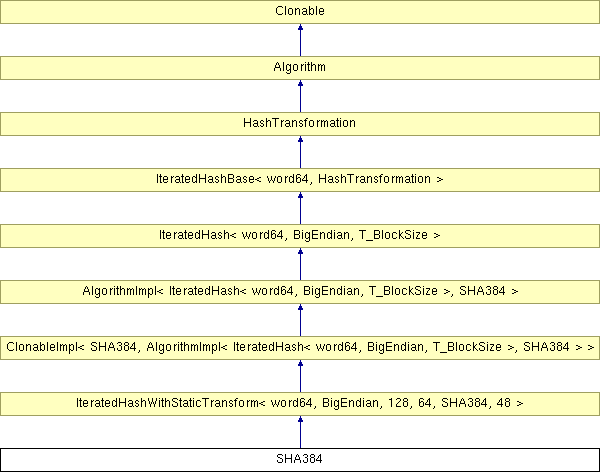 Clonable
Algorithm
HashTransformation
IteratedHashBase< word64, HashTransformation >
IteratedHash< word64, BigEndian, T_BlockSize >
AlgorithmImpl< IteratedHash< word64, BigEndian, T_BlockSize >, SHA384 >
ClonableImpl< SHA384, AlgorithmImpl< IteratedHash< word64, BigEndian, T_BlockSize >, SHA384 > >
IteratedHashWithStaticTransform< word64, BigEndian, 128, 64, SHA384, 48 >
SHA384